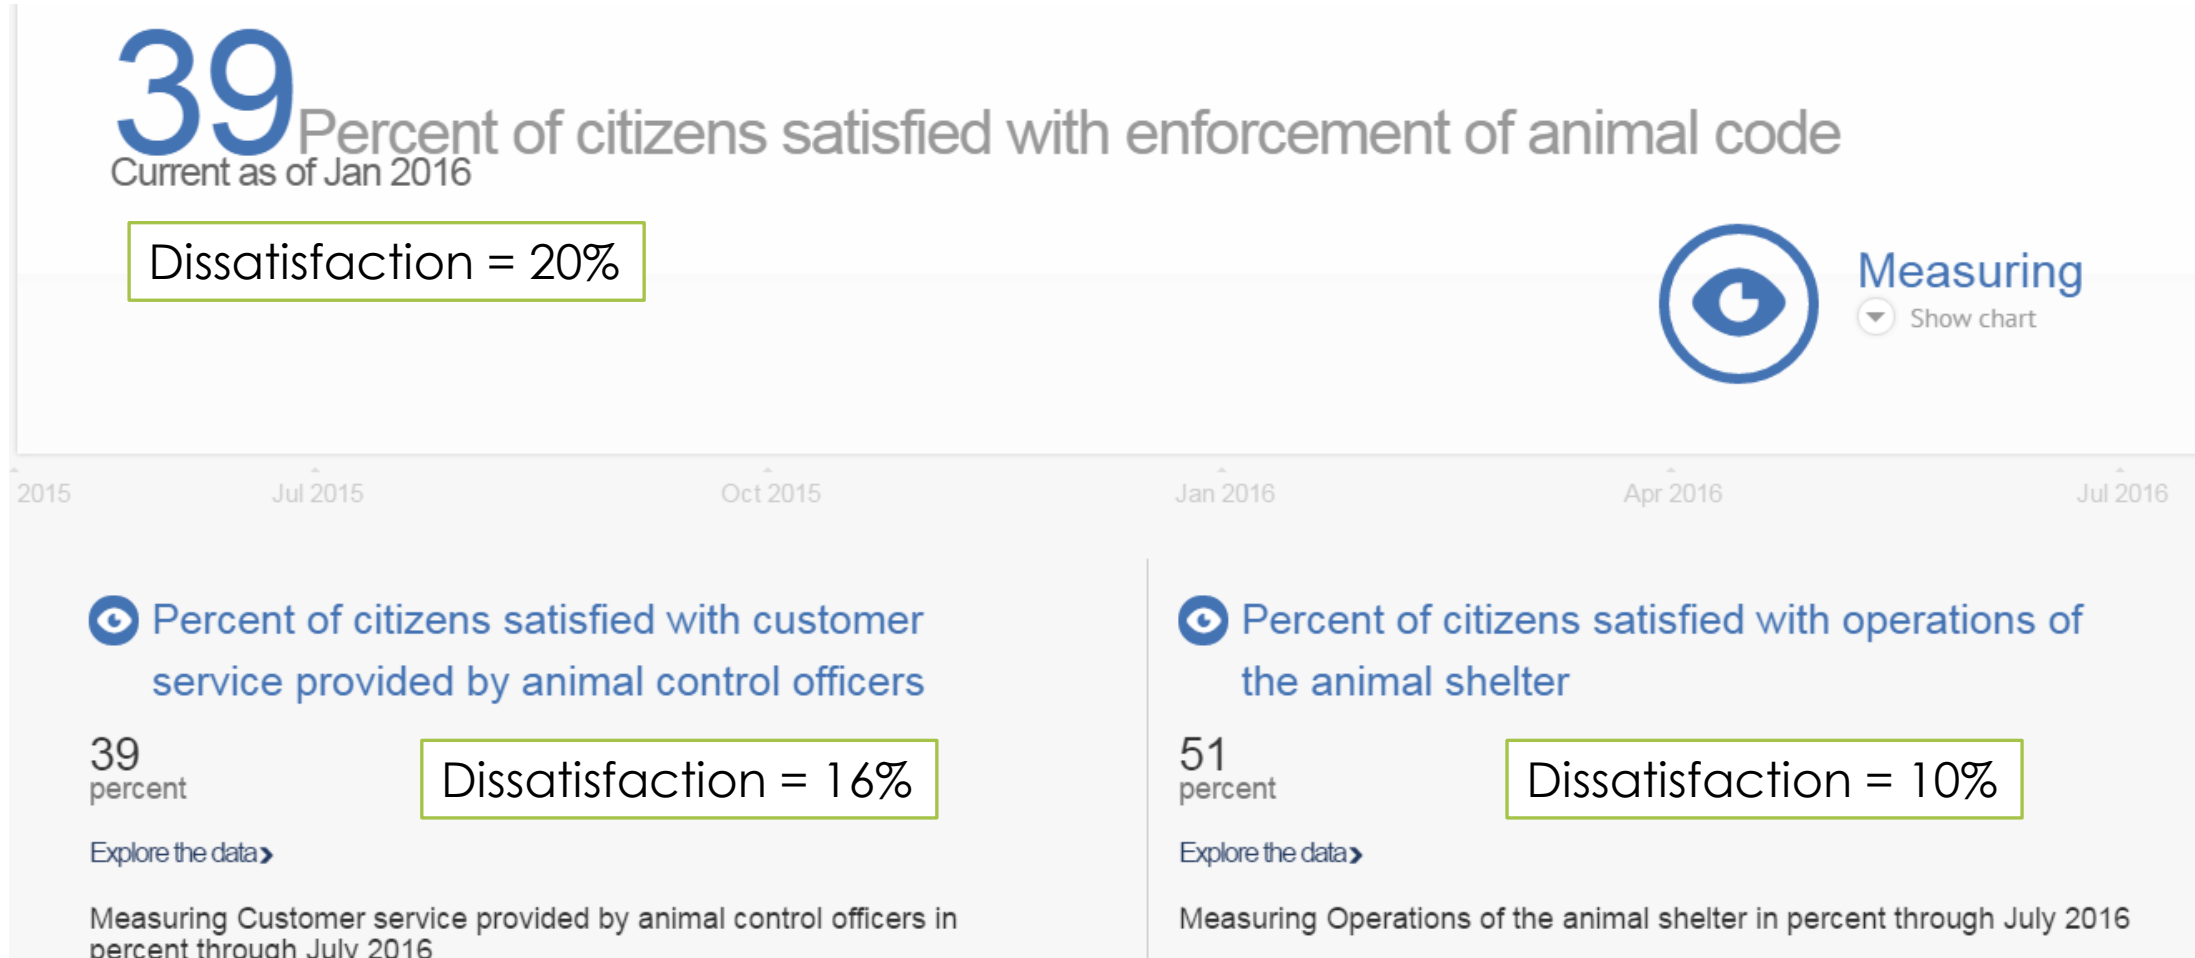 39 Percent of citizens satisfied with enforcement of animal code
Current as of Jan 2016
Dissatisfaction = 20%
Measuring
Show chart
2015 Jul 2015 Oct 2015 Jan 2016 Apr 2016 Jul 2016
Percent of citizens satisfied with customer
service provided by animal control officers
39
percent
Dissatisfaction = 16%
Explore the data›
Measuring Customer service provided by animal control officers in
percent through July 2016
Percent of citizens satisfied with operations of
the animal shelter
51
percent
Dissatisfaction = 10%
Explore the data›
Measuring Operations of the animal shelter in percent through July 2016